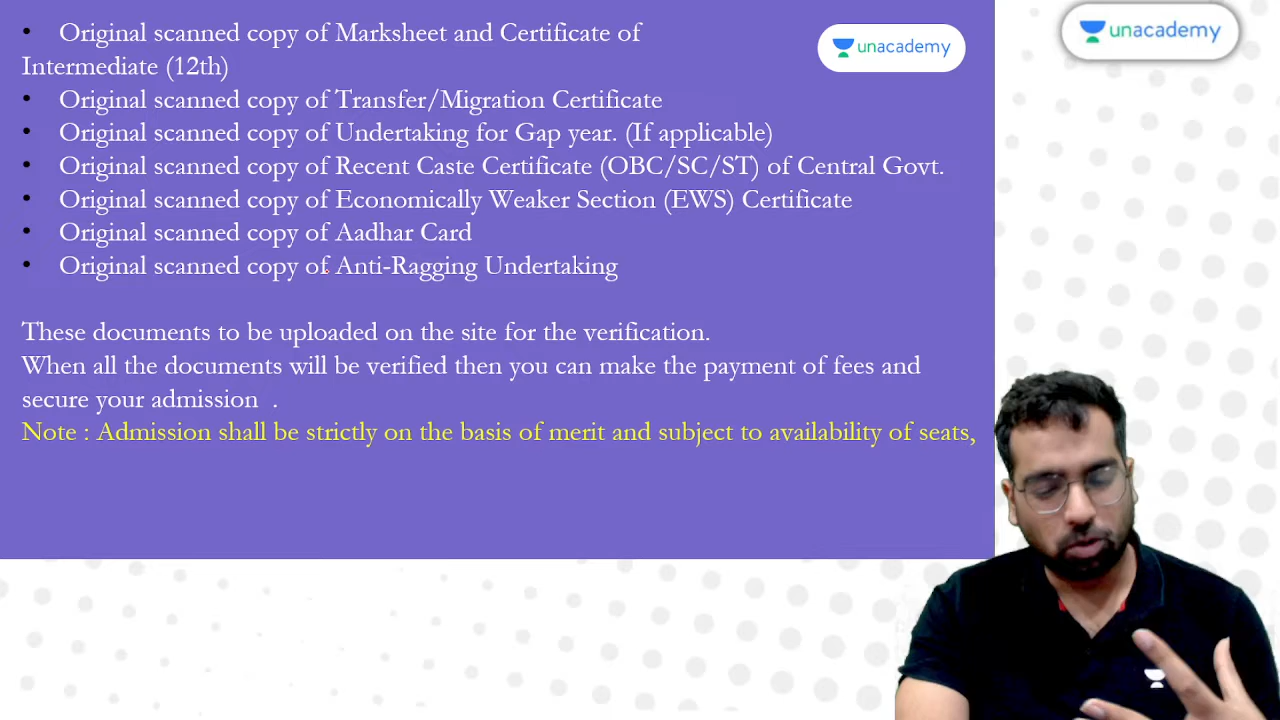 • Original scanned copy of Marksheet and Certificate of
Intermediate (12th)
• Original scanned copy of Transfer/Migration Certificate
• Original scanned copy of Undertaking for Gap year. (If applicable)
• Original scanned copy of Recent Caste Certificate (OBC/SC/ST) of Central Govt.
• Original scanned copy of Economically Weaker Section (EWS) Certificate
• Original scanned copy of Aadhar Card
• Original scanned copy of Anti-Ragging Undertaking
These documents to be uploaded on the site for the verification.
When all the documents will be verified then you can make the payment of fees and
secure your admission .
Note : Admission shall be strictly on the basis of merit and subject to availability of seats,
unacademy
unacademy